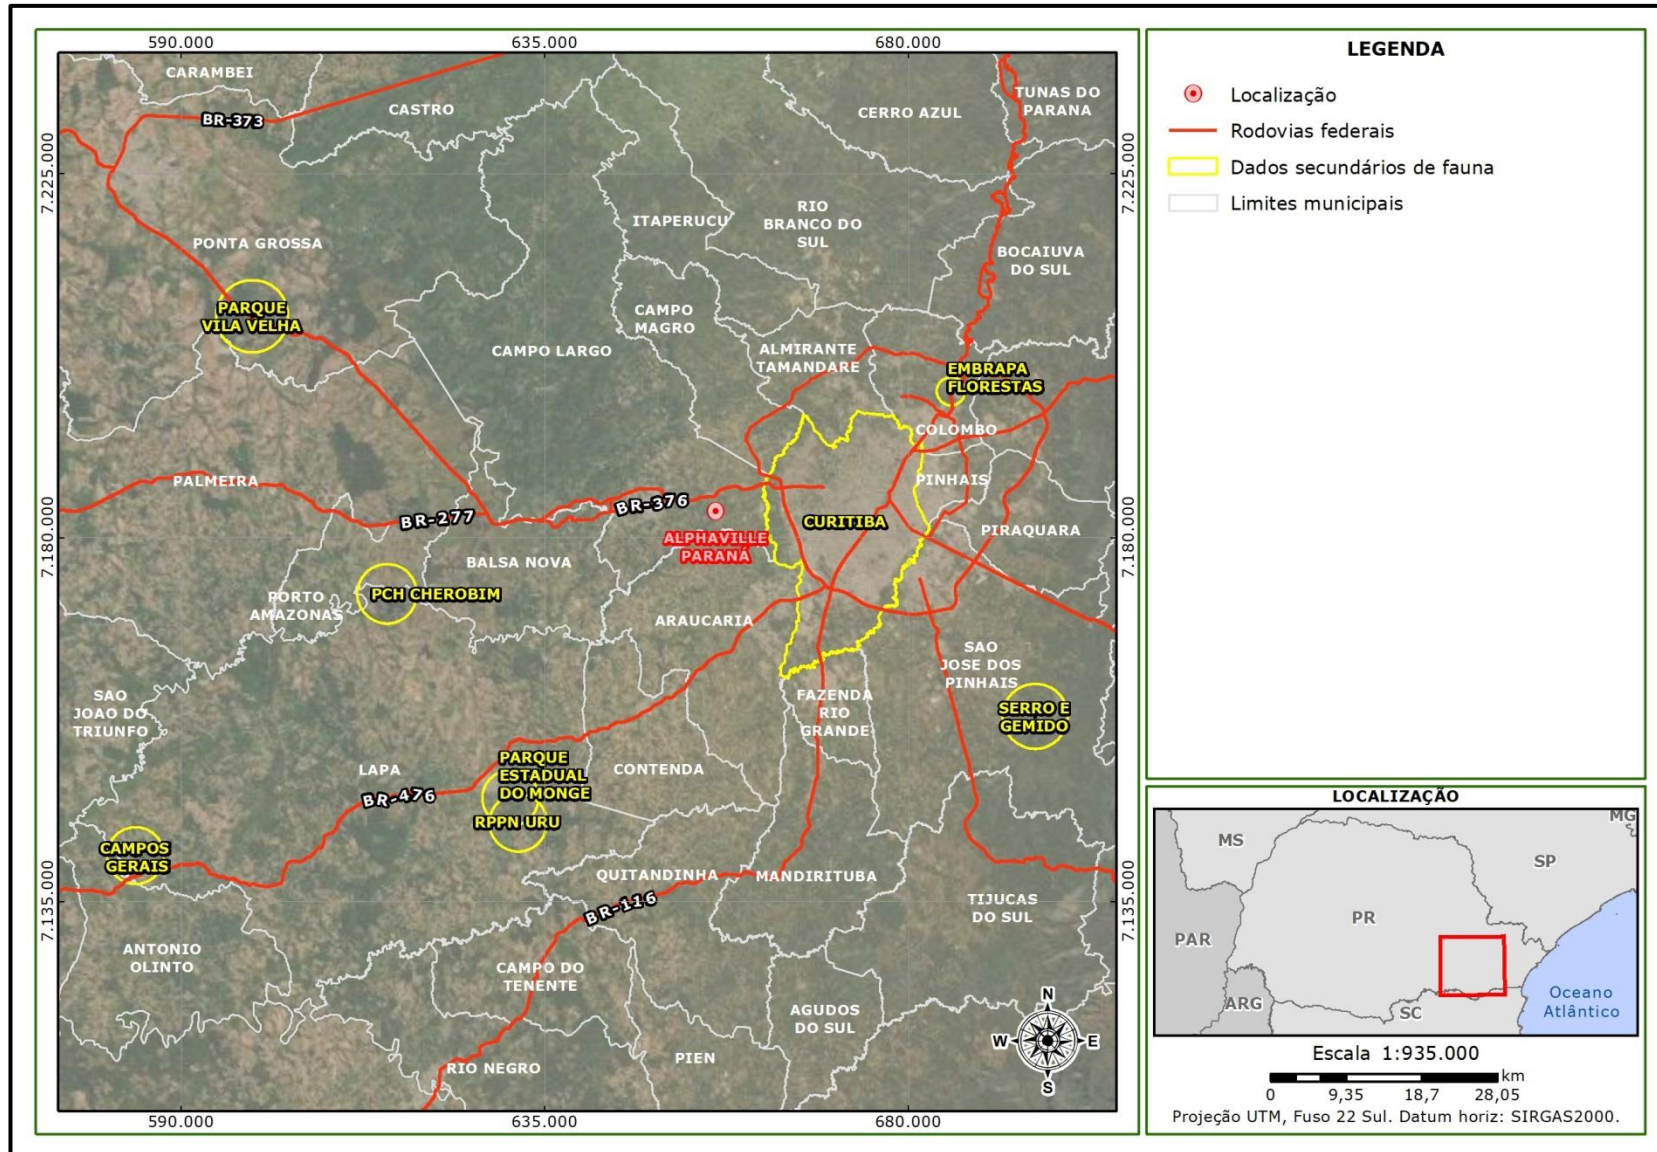 590.000
635.000
680.000
CARAMBEI
CASTRO
BR-373
CERRO AZUL
TUNAS DO
PARANA
7.225.000
7.225.000
ITAPERUCU
RIO
BRANCO DO
SUL
PONTA GROSSA
BOCAIUVA
DO SUL
PARQUE
VILA VELHA
CAMPO
MAGRO
CAMPO LARGO
ALMIRANTE
TAMANDARE
EMBRAPA
FLORESTAS
COLOMBO
PALMEIRA
PINHAIS
BR-376
BR-277
CURITIBA
PIRAQUARA
7.180.000
7.180.000
ALPHAVILLE
PARANÁ
BALSA NOVA
PCH CHEROBIM
PORTO
AMAZONAS
ARAUCARIA
SAO
JOSE DOS
PINHAIS
SAO
JOAO DO
TRIUNFO
FAZENDA
RIO
GRANDE
SERRO E
GEMIDO
PARQUE
ESTADUAL
DO MONGE
LAPA
CONTENDA
BR-476
RPPN URU
CAMPOS
GERAIS
QUITANDINHA
MANDIRITUBA
7.135.000
7.135.000
BR-116
TIJUCAS
DO SUL
ANTONIO
OLINTO
CAMPO DO
TENENTE
AGUDOS
DO SUL
PIEN
RIO NEGRO
N
W
E
S
590.000
635.000
680.000
LEGENDA
Localização
Rodovias federais
Dados secundários de fauna
Limites municipais
LOCALIZAÇÃO
MG
MS
SP
PR
PAR
ARG
SC
Oceano
Atlântico
Escala 1:935.000
km
0 9,35 18,7 28,05
Projeção UTM, Fuso 22 Sul. Datum horiz: SIRGAS2000.